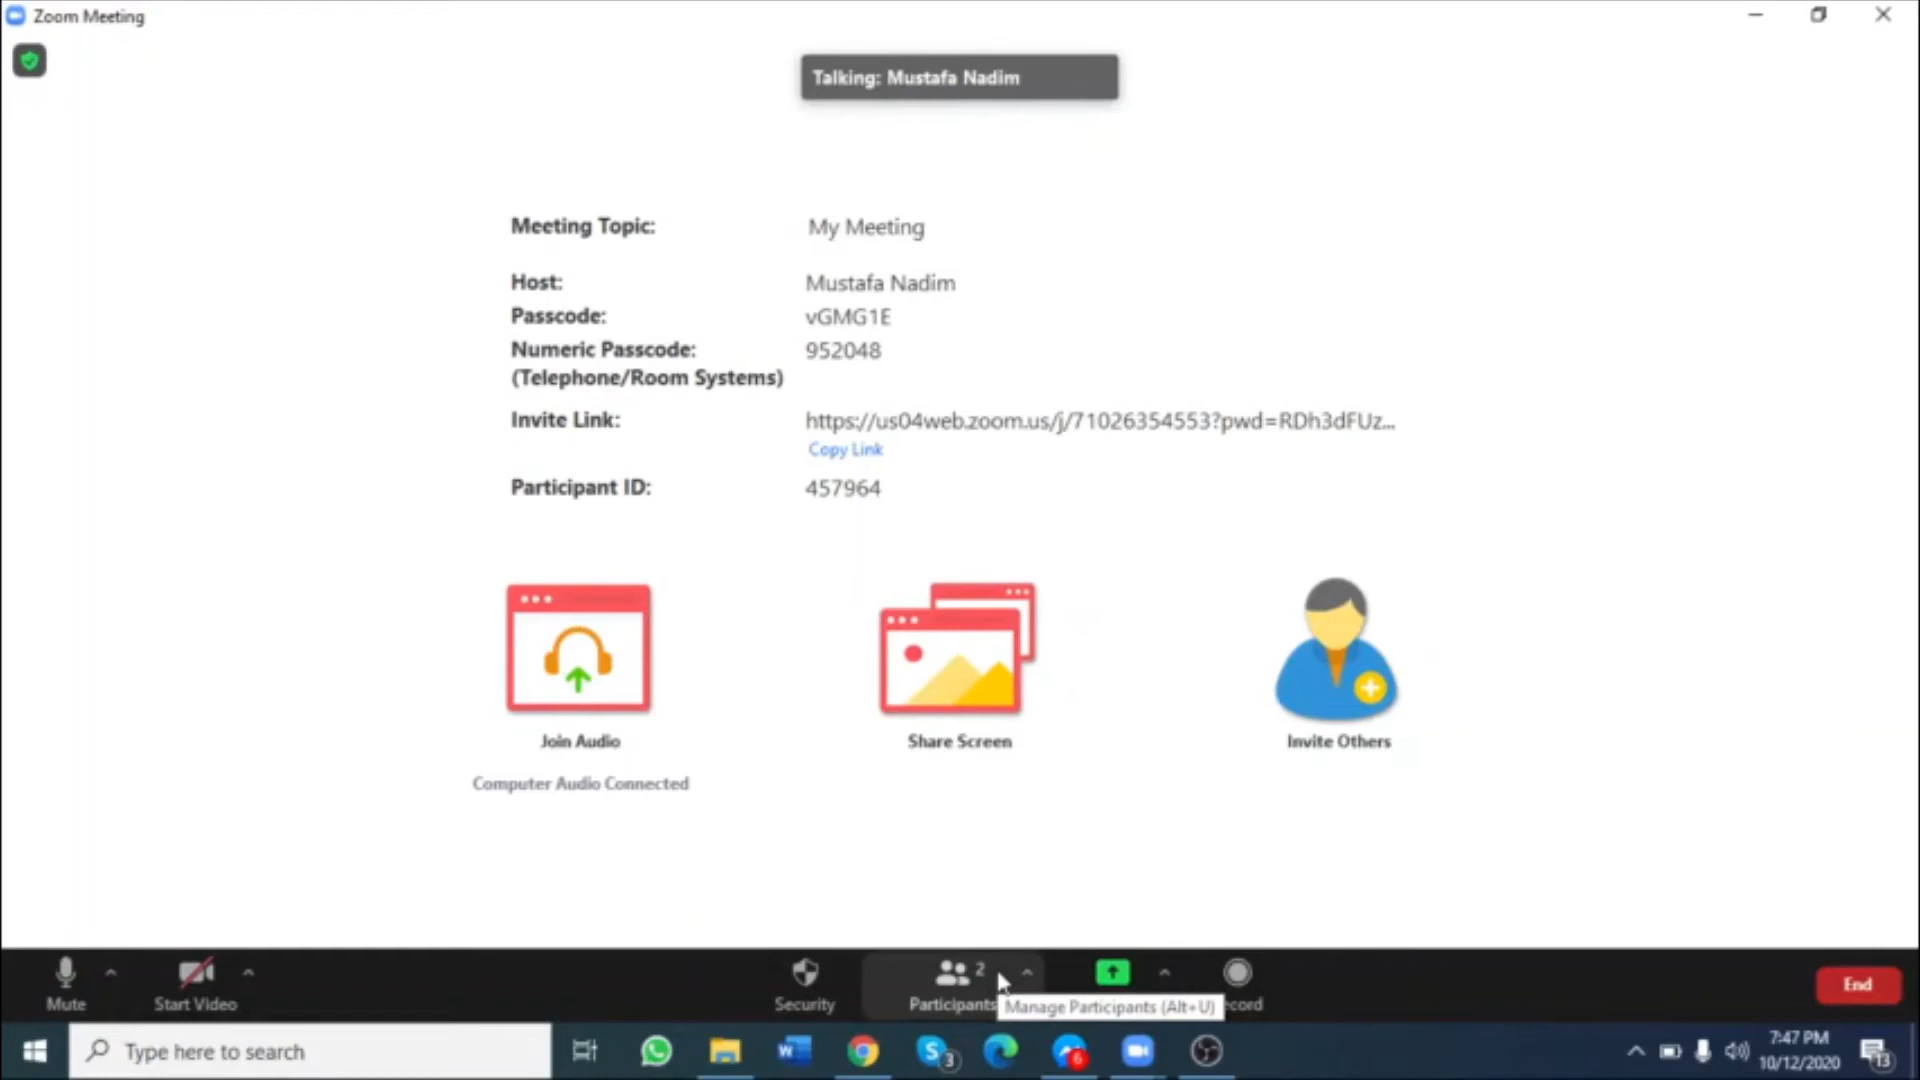 Zoom Meeting
Talking: Mustafa Nadim
Meeting Topic: My Meeting
Host: Mustafa Nadim
Passcode: vGMG1E
Numeric Passcode: 952048
(Telephone/Room Systems)
Invite Link: https://us04web.zoom.us/j/71026354553?pwd=RDh3dFUz...
Copy Link
Participant ID: 457964
Join Audio Share Screen Invite Others
Computer Audio Connected
2
Mute Start Video Security Participants Manage Participants (Alt+U) cord End
Type here to search
W S 3 6
7:47 PM
10/12/2020
13